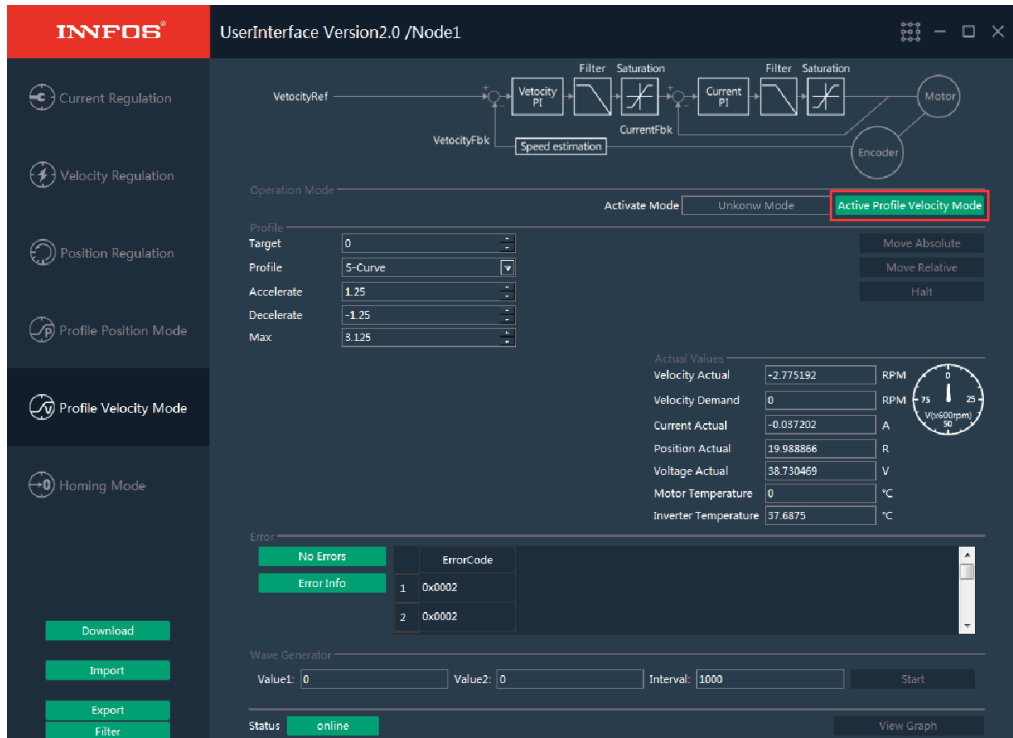 INNFOS®
UserInterface Version2.0 /Node1
Current Regulation
Velocity Regulation
Position Regulation
Profile Position Mode
Profile Velocity Mode
Homing Mode
Download
Import
Export
Filter
Filter Saturation Filter Saturation
VetocityRef + - Vetocity PI + - Current PI Motor
CurrentFbk
VetocityFbk Speed estimation
Encoder
Operation Mode
Activate Mode Unkonw Mode Active Profile Velocity Mode
Profile
Target 0 Move Absolute
Profile S-Curve Move Relative
Accelerate 1.25 Halt
Decelerate -1.25
Max 3.125
Actual Values
Velocity Actual -2.775192 RPM
Velocity Demand 0 RPM
Current Actual -0.037202 A
Position Actual 19.988866 R
Voltage Actual 38.730469 V
Motor Temperature 0 °C
Inverter Temperature 37.6875 °C
0
75 25
V(x600rpm)
50
Error
No Errors ErrorCode
Error Info
1 0x0002
2 0x0002
Wave Generator
Value1: 0 Value2: 0 Interval: 1000 Start
Status online View Graph